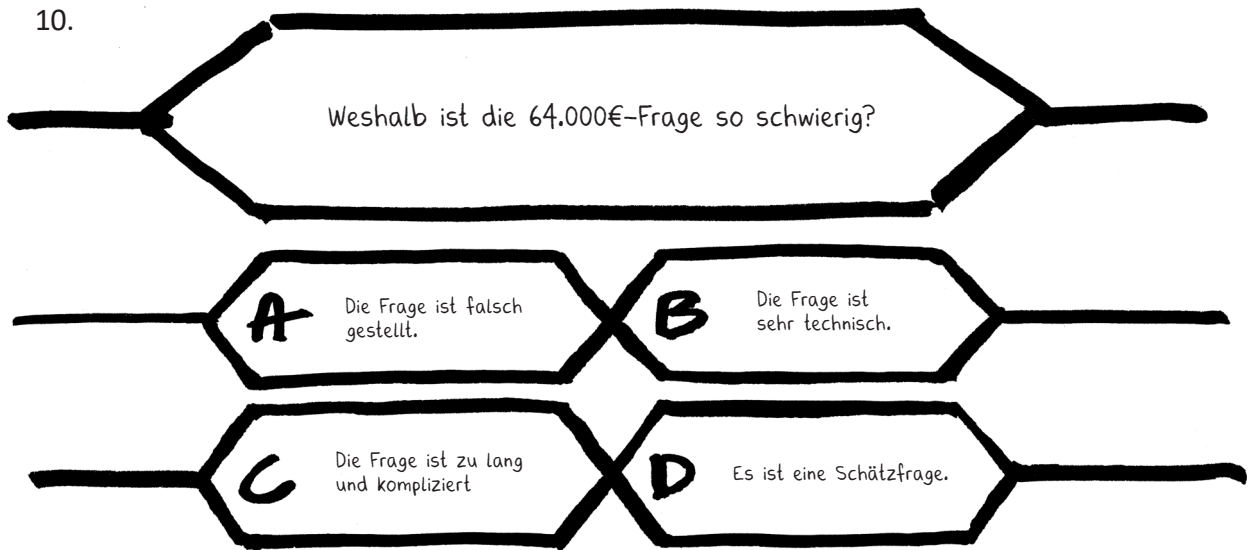 10.
Weshalb ist die 64.000€-Frage so schwierig?
A
Die Frage ist falsch
gestellt.
B
Die Frage ist
sehr technisch.
C
Die Frage ist zu lang
und kompliziert
D
Es ist eine Schätzfrage.